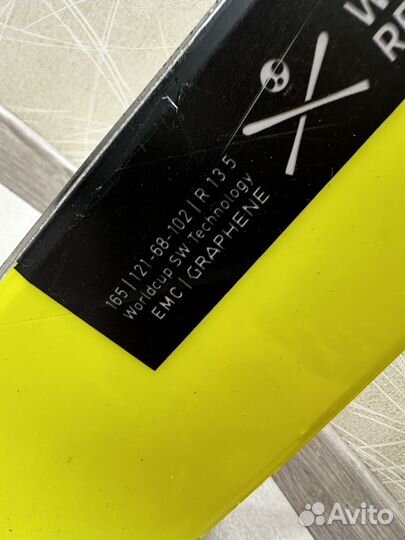 165 | 121-68-102 | R 13.5
Worldcup SW Technology
EMC | GRAPHENE
Avito